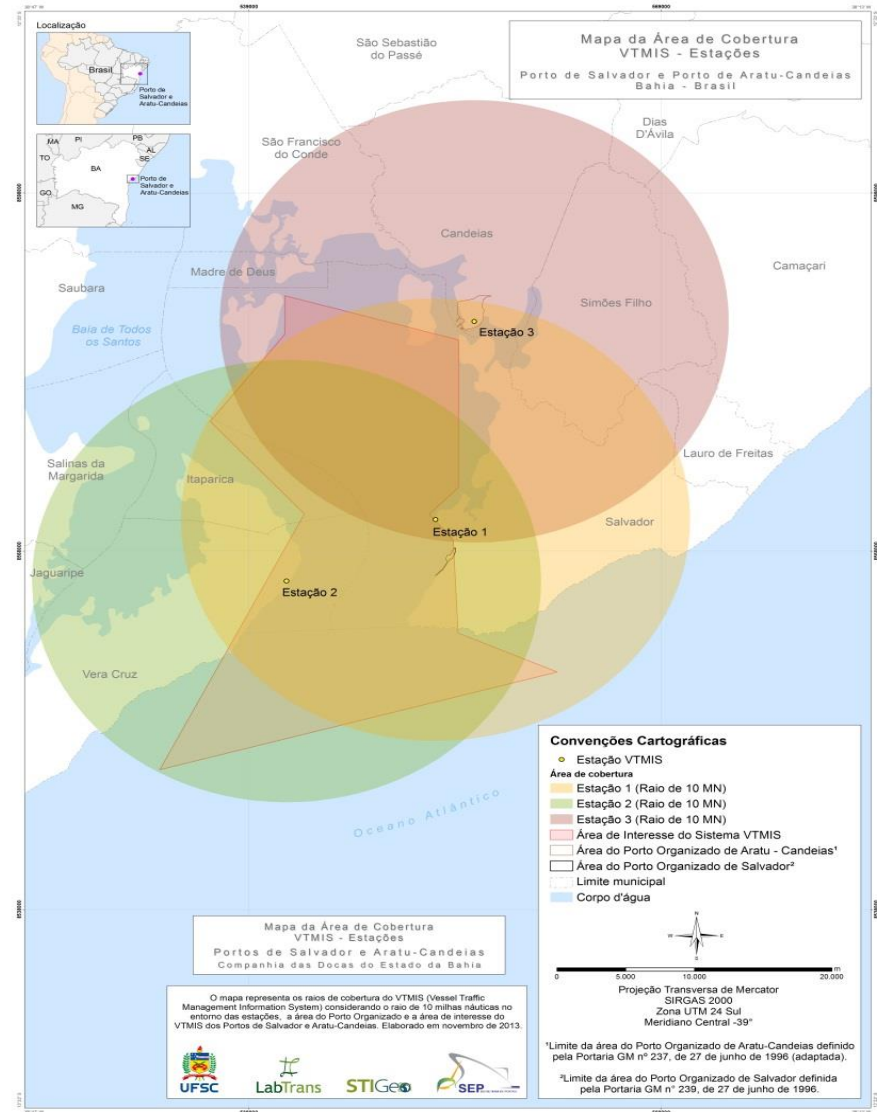 Localização
Brasil
Porto de
Salvador e
Aratu-Candeias
MA
PI
PB
AL
SE
TO
BA
GO
MG
Porto de
Salvador e
Aratu-Candeias
Mapa da Área de Cobertura
VTMIS - Estações
Porto de Salvador e Porto de Aratu-Candeias
Bahia - Brasil
São Sebastião
do Passé
Dias
D'Ávila
São Francisco
do Conde
Candeias
Camaçari
Madre de Deus
Saubara
Simões Filho
Baia de Todos
os Santos
Estação 3
Lauro de Freitas
Salinas da
Margarida
Itaparica
Salvador
Estação 1
Jaguaripe
Estação 2
Vera Cruz
Oceano Atlântico
Convenções Cartográficas
Estação VTMIS
Área de cobertura
Estação 1 (Raio de 10 MN)
Estação 2 (Raio de 10 MN)
Estação 3 (Raio de 10 MN)
Área de Interesse do Sistema VTMIS
Área do Porto Organizado de Aratu - Candeias¹
Área do Porto Organizado de Salvador²
Limite municipal
Corpo d'água
N
W
E
S
0 5.000 10.000 20.000 m
Projeção Transversa de Mercator
SIRGAS 2000
Zona UTM 24 Sul
Meridiano Central -39°
¹Limite da área do Porto Organizado de Aratu-Candeias definido
pela Portaria GM nº 237, de 27 de junho de 1996 (adaptada).
²Limite da área do Porto Organizado de Salvador definida
pela Portaria GM n° 239, de 27 de junho de 1996.
Mapa da Área de Cobertura
VTMIS - Estações
Portos de Salvador e Aratu-Candeias
Companhia das Docas do Estado da Bahia
O mapa representa os raios de cobertura do VTMIS (Vessel Traffic
Management Information System) considerando o raio de 10 milhas náuticas no
entorno das estações, a área do Porto Organizado e a área de interesse do
VTMIS dos Portos de Salvador e Aratu-Candeias. Elaborado em novembro de 2013.
UFSC
LabTrans
STIGeo
SEP